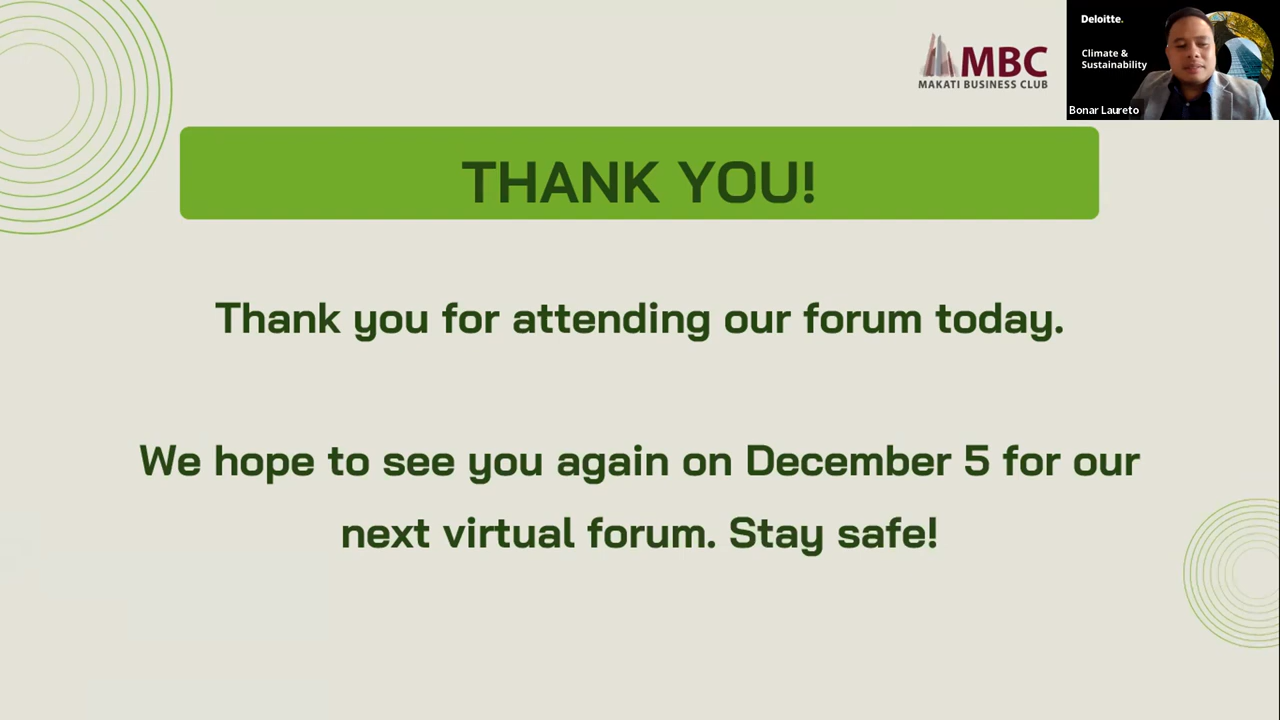 MBC
MAKATI BUSINESS CLUB
Deloitte.
Climate &
Sustainability
Bonar Laureto
THANK YOU!
Thank you for attending our forum today.
We hope to see you again on December 5 for our
next virtual forum. Stay safe!